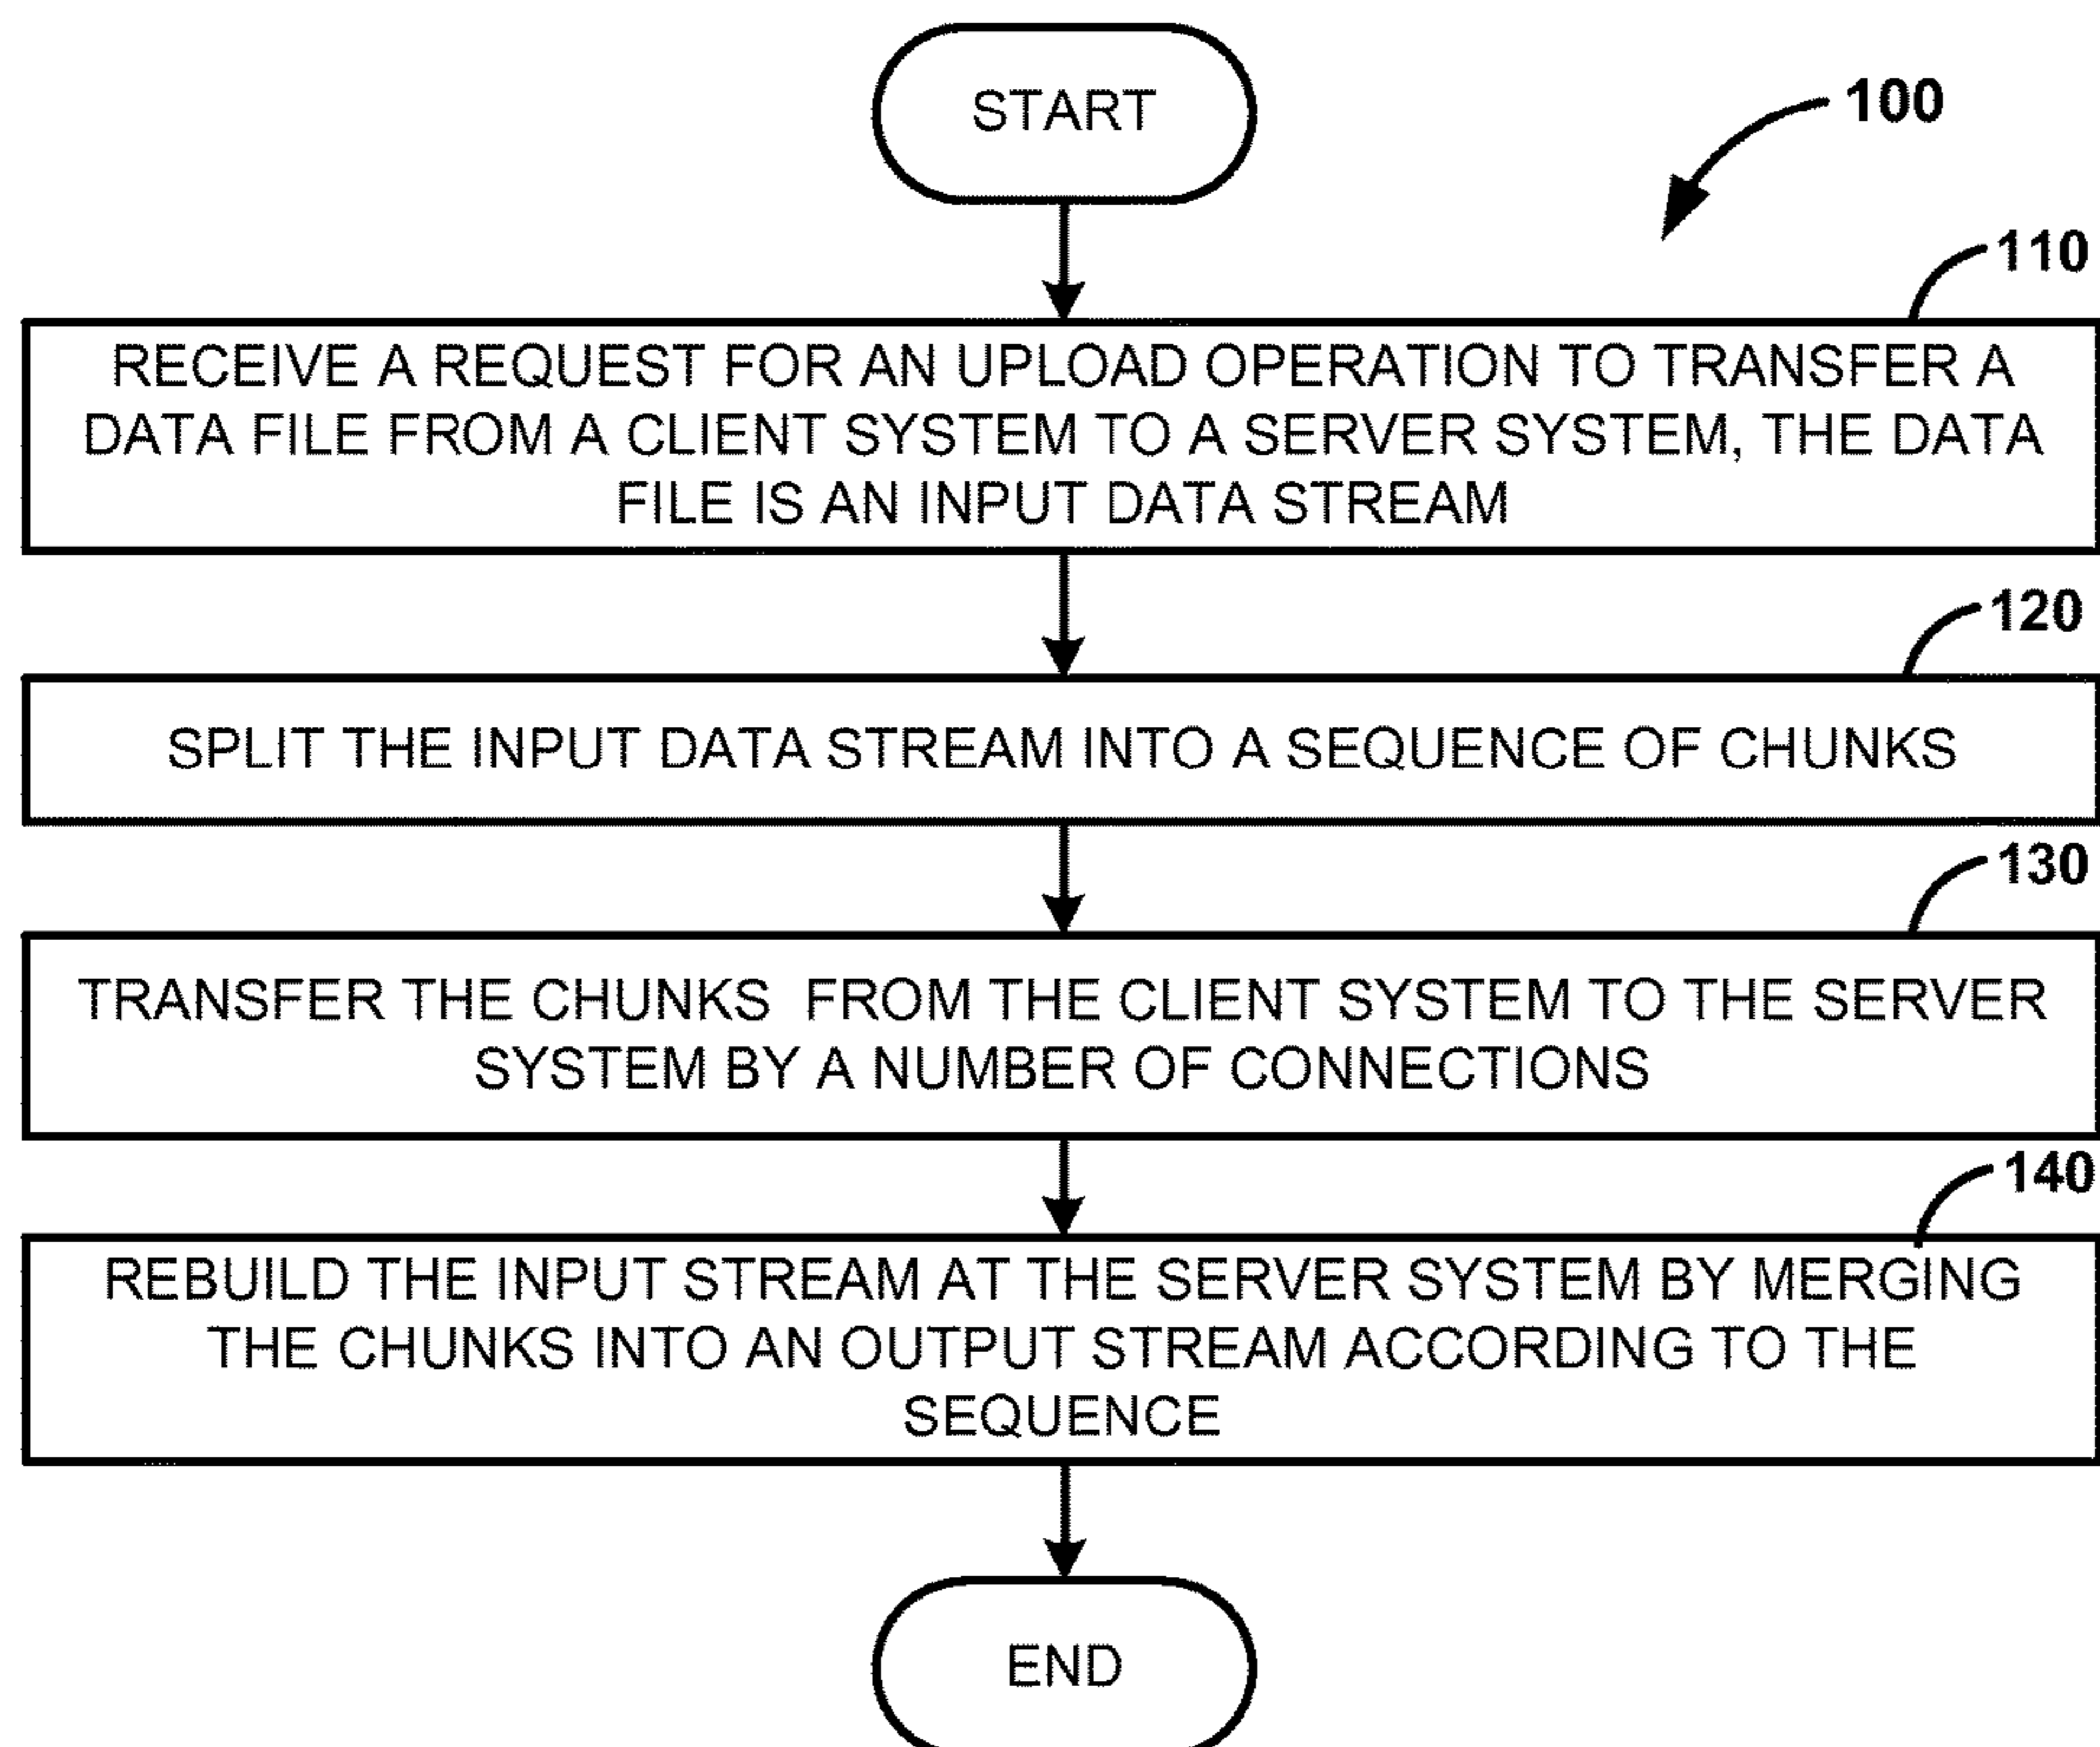 START
100
110
RECEIVE A REQUEST FOR AN UPLOAD OPERATION TO TRANSFER A
DATA FILE FROM A CLIENT SYSTEM TO A SERVER SYSTEM, THE DATA
FILE IS AN INPUT DATA STREAM
120
SPLIT THE INPUT DATA STREAM INTO A SEQUENCE OF CHUNKS
130
TRANSFER THE CHUNKS FROM THE CLIENT SYSTEM TO THE SERVER
SYSTEM BY A NUMBER OF CONNECTIONS
140
REBUILD THE INPUT STREAM AT THE SERVER SYSTEM BY MERGING
THE CHUNKS INTO AN OUTPUT STREAM ACCORDING TO THE
SEQUENCE
END